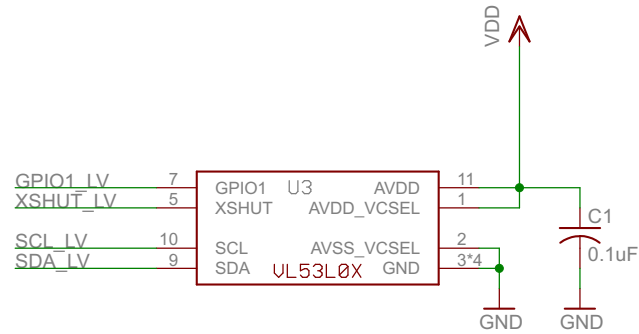 VDD
GPIO1_LV 7 GPIO1 U3 AVDD 11
XSHUT_LV 5 XSHUT AVDD_VCSEL 1
C1
SCL_LV 10 SCL AVSS_VCSEL 2
0.1uF
SDA_LV 9 SDA VL53L0X GND 3*4
GND GND